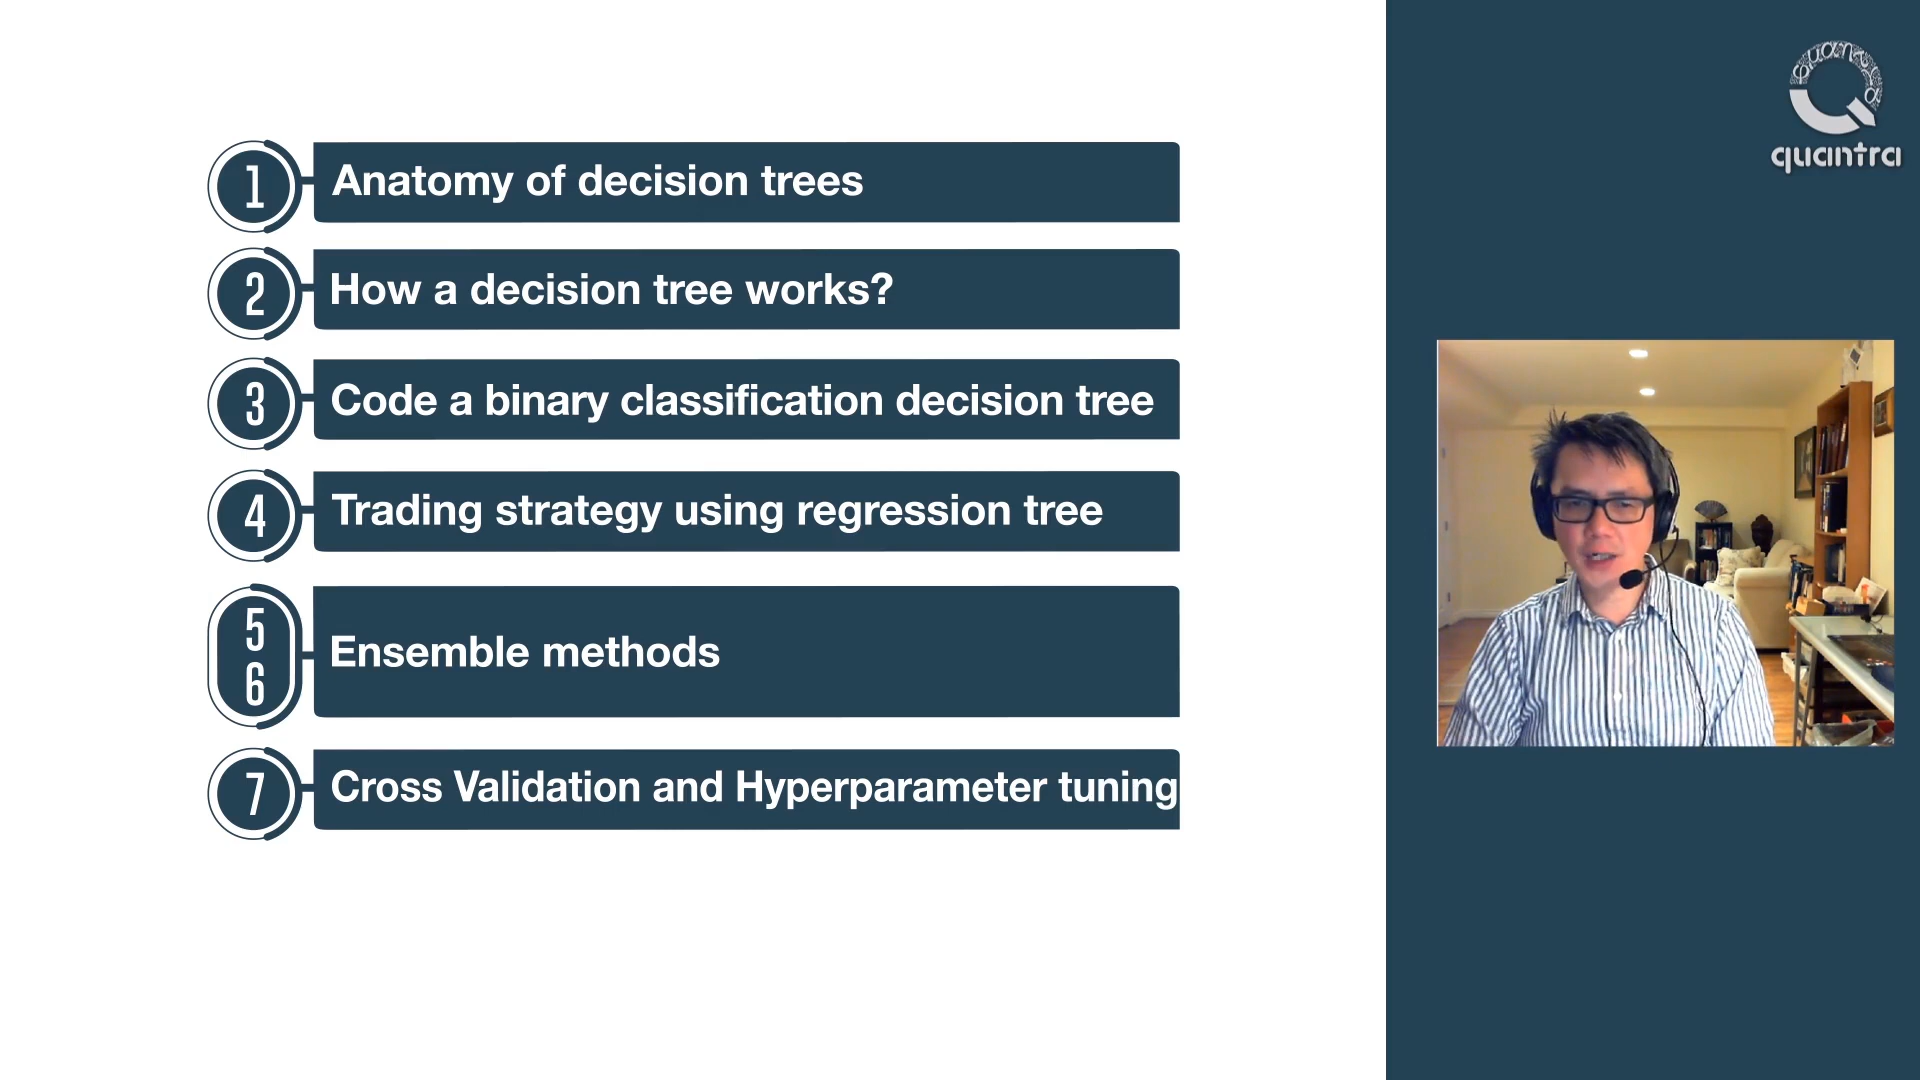 1 Anatomy of decision trees
2 How a decision tree works?
3 Code a binary classification decision tree
4 Trading strategy using regression tree
5
6
Ensemble methods
7 Cross Validation and Hyperparameter tuning
quantra